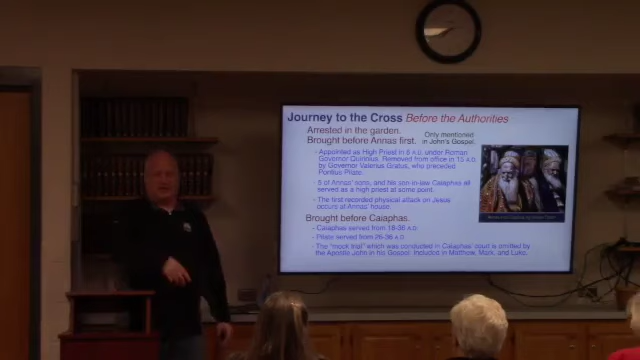 Journey to the Cross Before the Authorities
Arrested in the garden.
Brought before Annas first.
Only mentioned
in John's Gospel.
- Appointed as High Priest in 6 A.D. under Roman
Governor Quirinius. Removed from office in 15 A.D.
by Governor Valerius Gratus, who preceded
Pontius Pilate.
- 5 of Annas' sons, and his son-in-law Caiaphas all
served as a high priest at some point.
- The first recorded physical attack on Jesus
occurs at Annas' house
Brought before Caiaphas.
- Caiaphas served from 18-36 A.D.
- Pilate served from 26-36 A.D.
- The "mock trial" which was conducted in Caiaphas' court is omitted by
the Apostle John in his Gospel. Included in Matthew, Mark, and Luke.